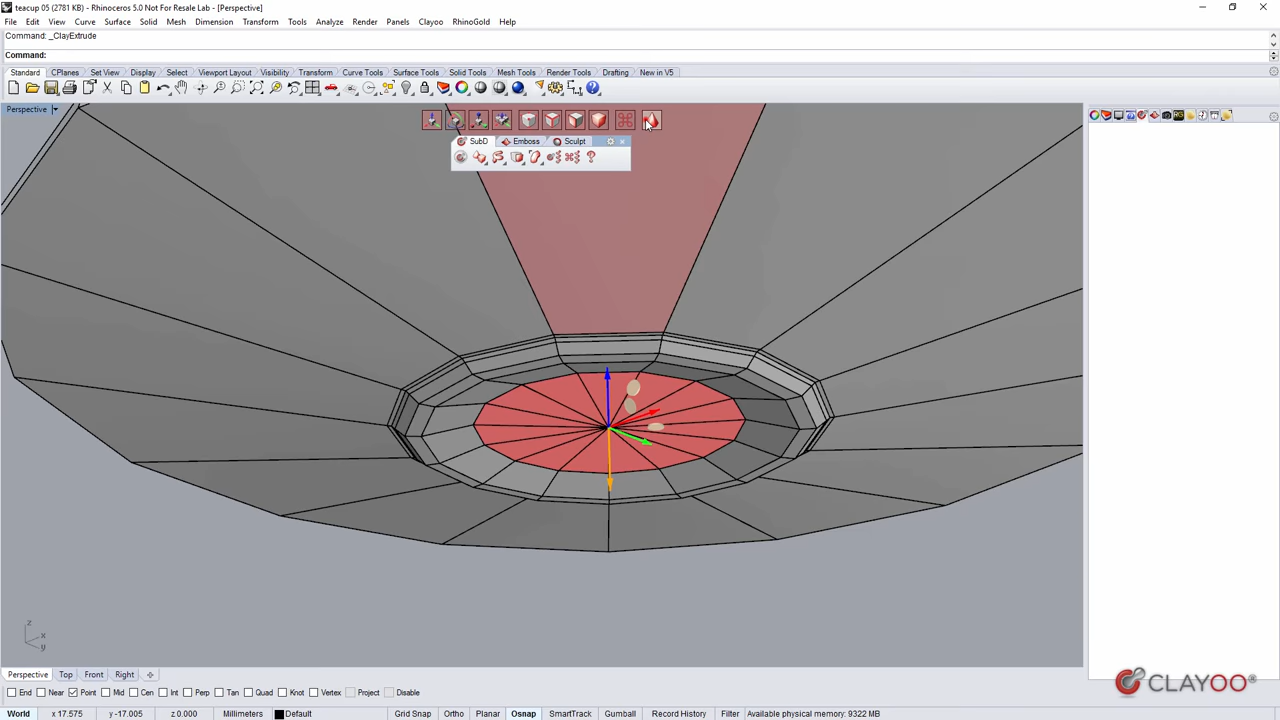 teacup 05 (2781 KB) - Rhinoceros 5.0 Not For Resale Lab - [Perspective]
File Edit View Curve Surface Solid Mesh Dimension Transform Tools Analyze Render Panels Clayoo RhinoGold Help
Command: _ClayExtrude
Command:
Standard CPlanes Set View Display Select Viewport Layout Visibility Transform Curve Tools Surface Tools Solid Tools Mesh Tools Render Tools Drafting New in V5
Perspective
SubD Emboss Sculpt
z
x
y
CLAYOO®
Perspective Top Front Right
End Near Point Mid Cen Int Perp Tan Quad Knot Vertex Project Disable
World x 17.575 y -17.005 z 0.000 Millimeters Default Grid Snap Ortho Planar Osnap SmartTrack Gumball Record History Filter Available physical memory: 9322 MB